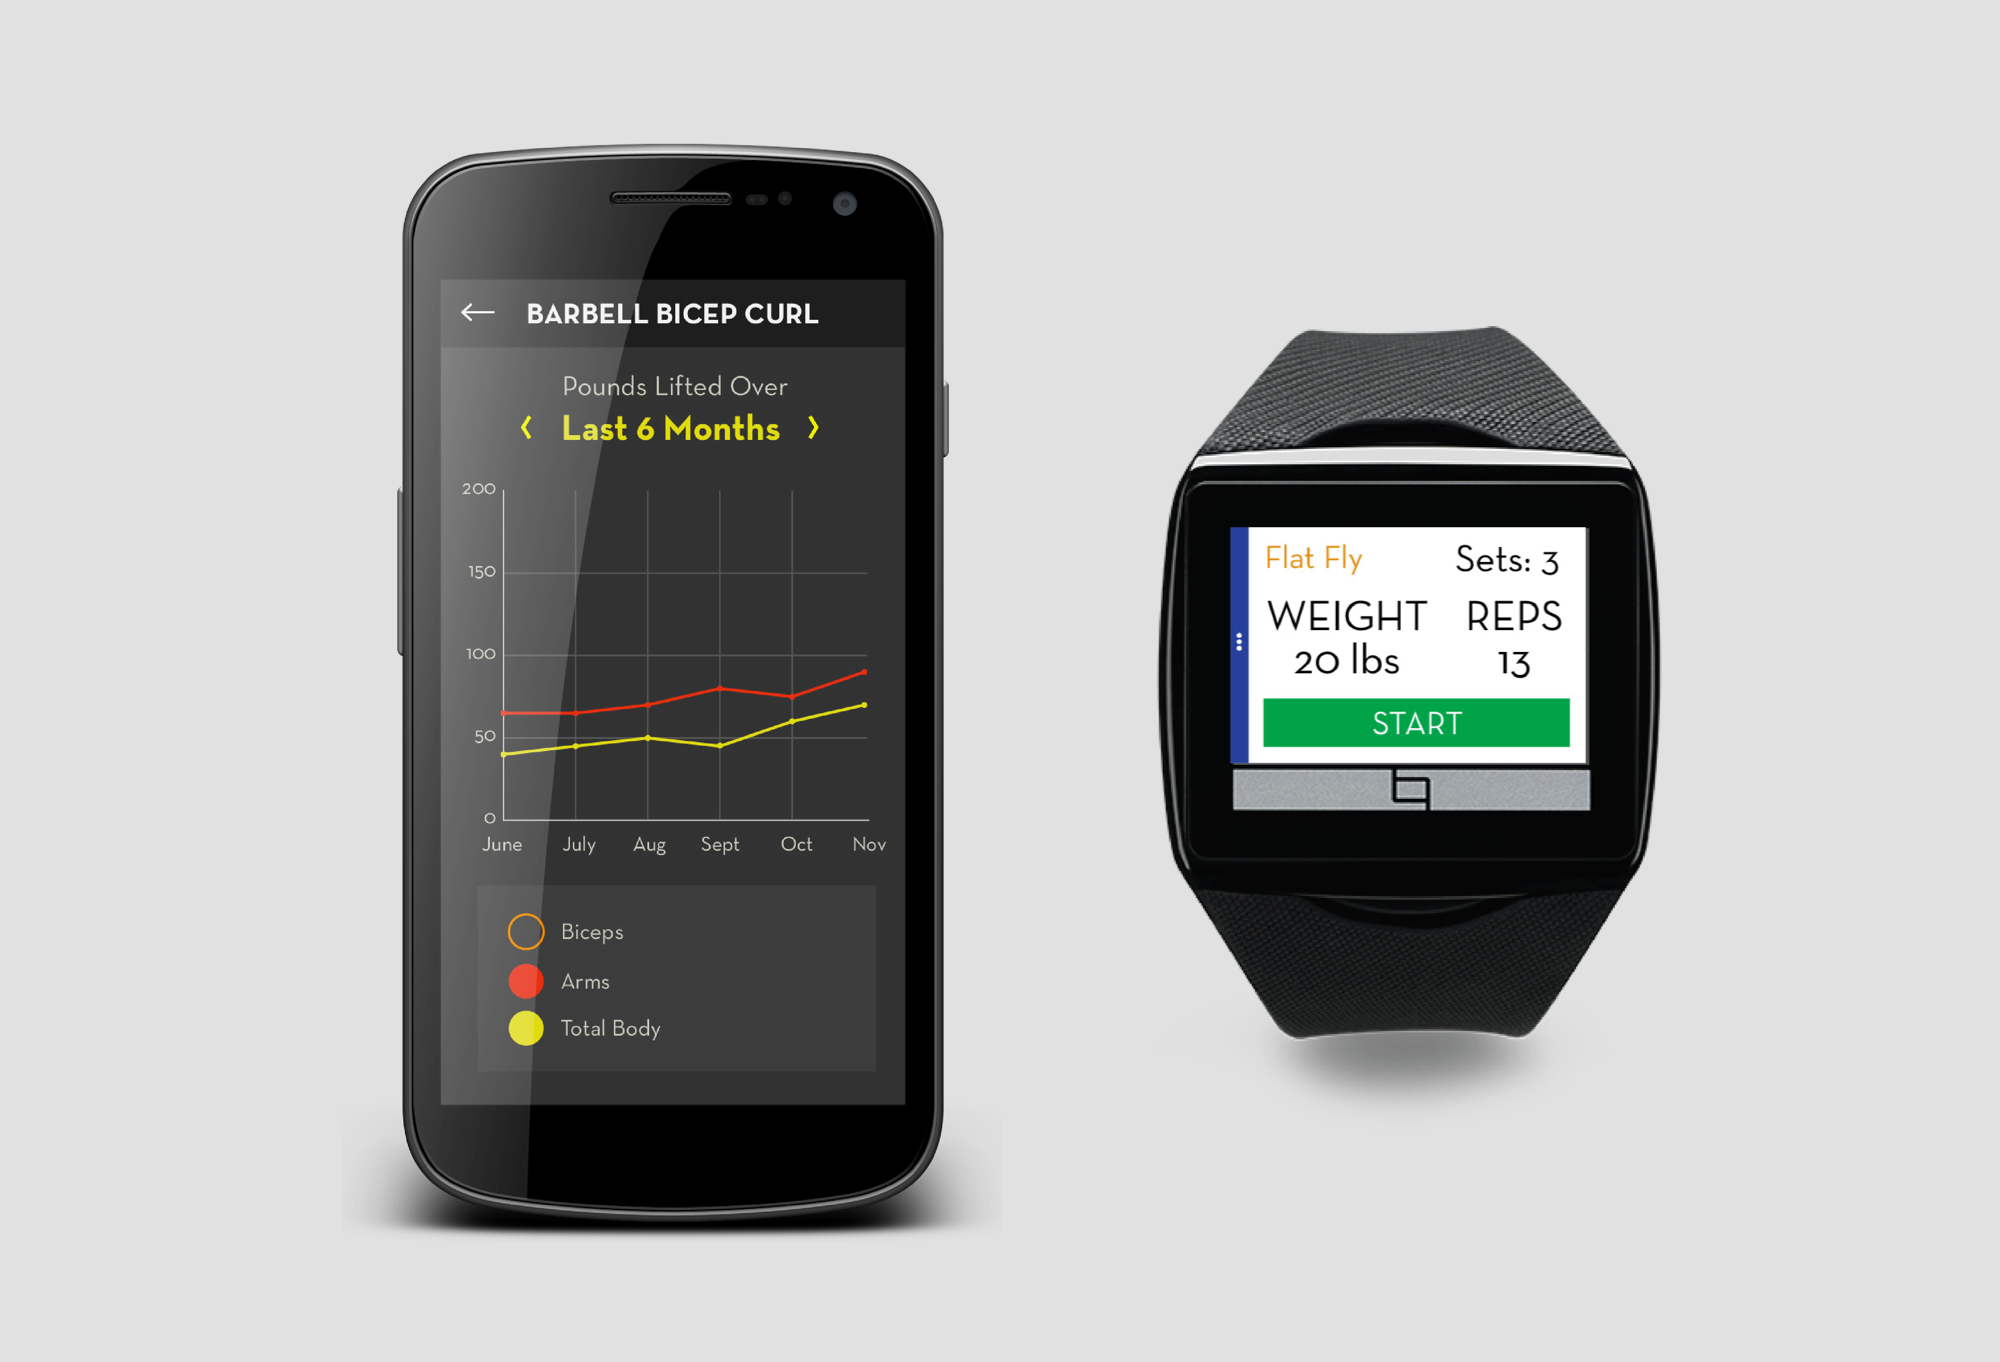 BARBELL BICEP CURL
Pounds Lifted Over
Last 6 Months
200
150
100
50
0
June July Aug Sept Oct Nov
Biceps
Arms
Total Body
Flat Fly Sets: 3
WEIGHT REPS
20 lbs 13
START